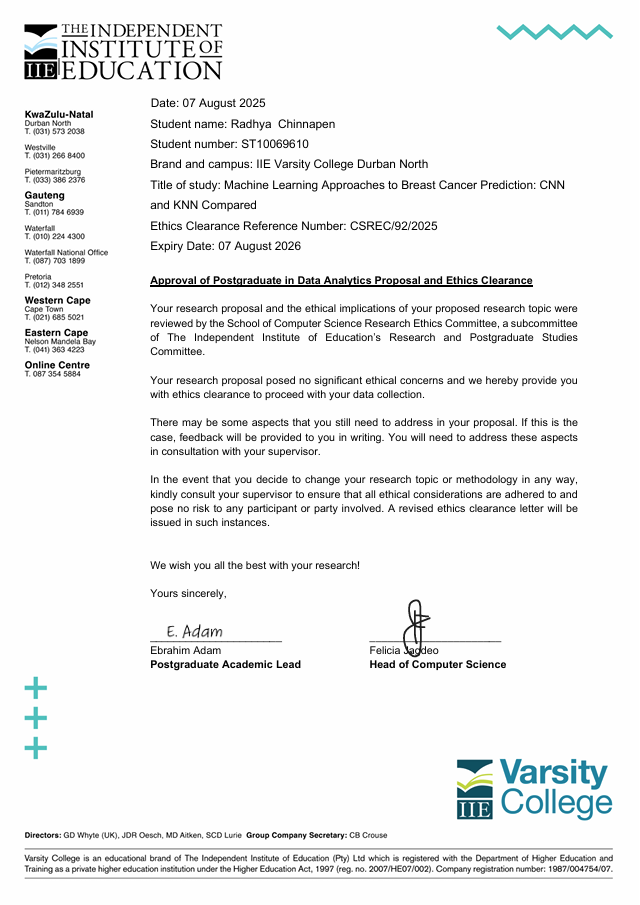 THE INDEPENDENT
INSTITUTE OF
IIE EDUCATION
KwaZulu-Natal
Durban North
T. (031) 573 2038
Westville
T. (031) 266 8400
Pietermaritzburg
T. (033) 386 2376
Gauteng
Sandton
T. (011) 784 6939
Waterfall
T. (010) 224 4300
Waterfall National Office
T. (087) 703 1899
Pretoria
T. (012) 348 2551
Western Cape
Cape Town
T. (021) 685 5021
Eastern Cape
Nelson Mandela Bay
T. (041) 363 4223
Online Centre
T. 087 354 5884
Date: 07 August 2025
Student name: Radhya  Chinnapen
Student number: ST10069610
Brand and campus: IIE Varsity College Durban North
Title of study: Machine Learning Approaches to Breast Cancer Prediction: CNN
and KNN Compared
Ethics Clearance Reference Number: CSREC/92/2025
Expiry Date: 07 August 2026
Approval of Postgraduate in Data Analytics Proposal and Ethics Clearance
Your research proposal and the ethical implications of your proposed research topic were
reviewed by the School of Computer Science Research Ethics Committee, a subcommittee
of The Independent Institute of Education's Research and Postgraduate Studies
Committee.
Your research proposal posed no significant ethical concerns and we hereby provide you
with ethics clearance to proceed with your data collection.
There may be some aspects that you still need to address in your proposal. If this is the
case, feedback will be provided to you in writing. You will need to address these aspects
in consultation with your supervisor.
In the event that you decide to change your research topic or methodology in any way,
kindly consult your supervisor to ensure that all ethical considerations are adhered to and
pose no risk to any participant or party involved. A revised ethics clearance letter will be
issued in such instances.
We wish you all the best with your research!
Yours sincerely,
E. Adam
Ebrahim Adam
Postgraduate Academic Lead
Felicia Jagdeo
Head of Computer Science
IIE Varsity
College
Directors: GD Whyte (UK), JDR Oesch, MD Aitken, SCD Lurie Group Company Secretary: CB Crouse
Varsity College is an educational brand of The Independent Institute of Education (Pty) Ltd which is registered with the Department of Higher Education and
Training as a private higher education institution under the Higher Education Act, 1997 (reg. no. 2007/HE07/002). Company registration number: 1987/004754/07.